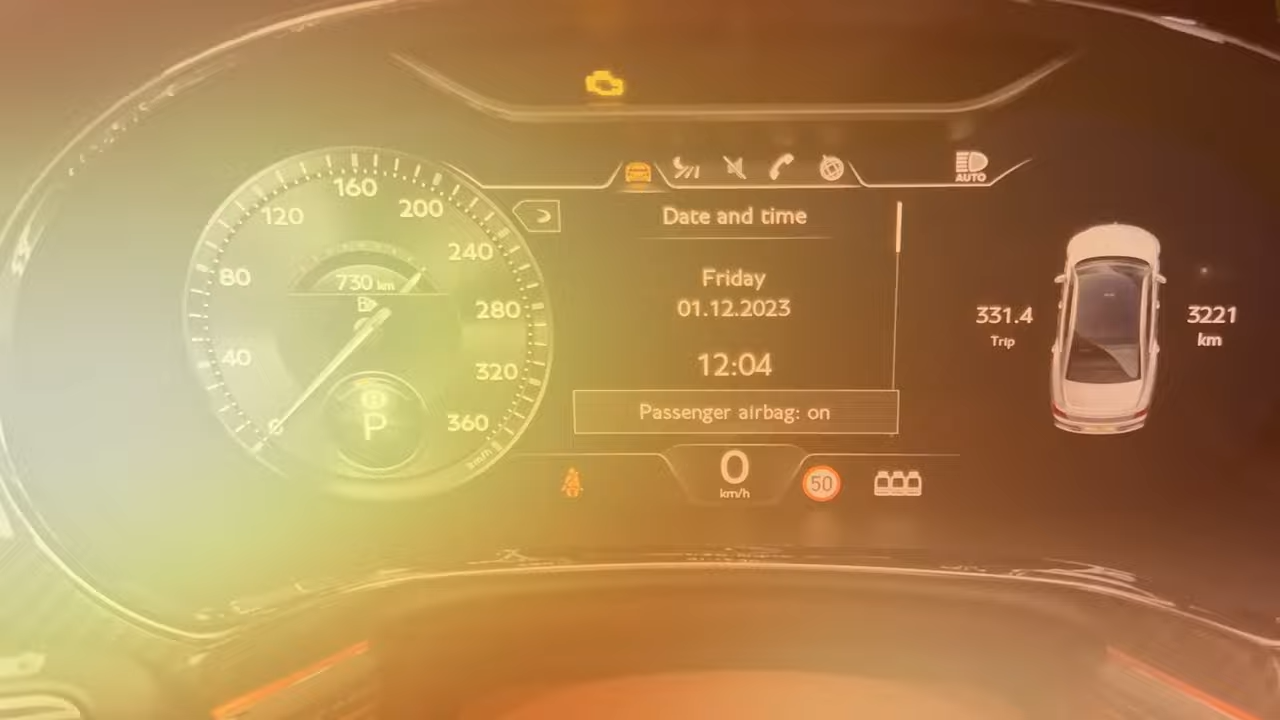 AUTO
160
120
200
80
240
730 km
280
40
320
0
360
km/h
P
Date and time
Friday
01.12.2023
12:04
Passenger airbag: on
331.4
Trip
3221
km
0
km/h
50